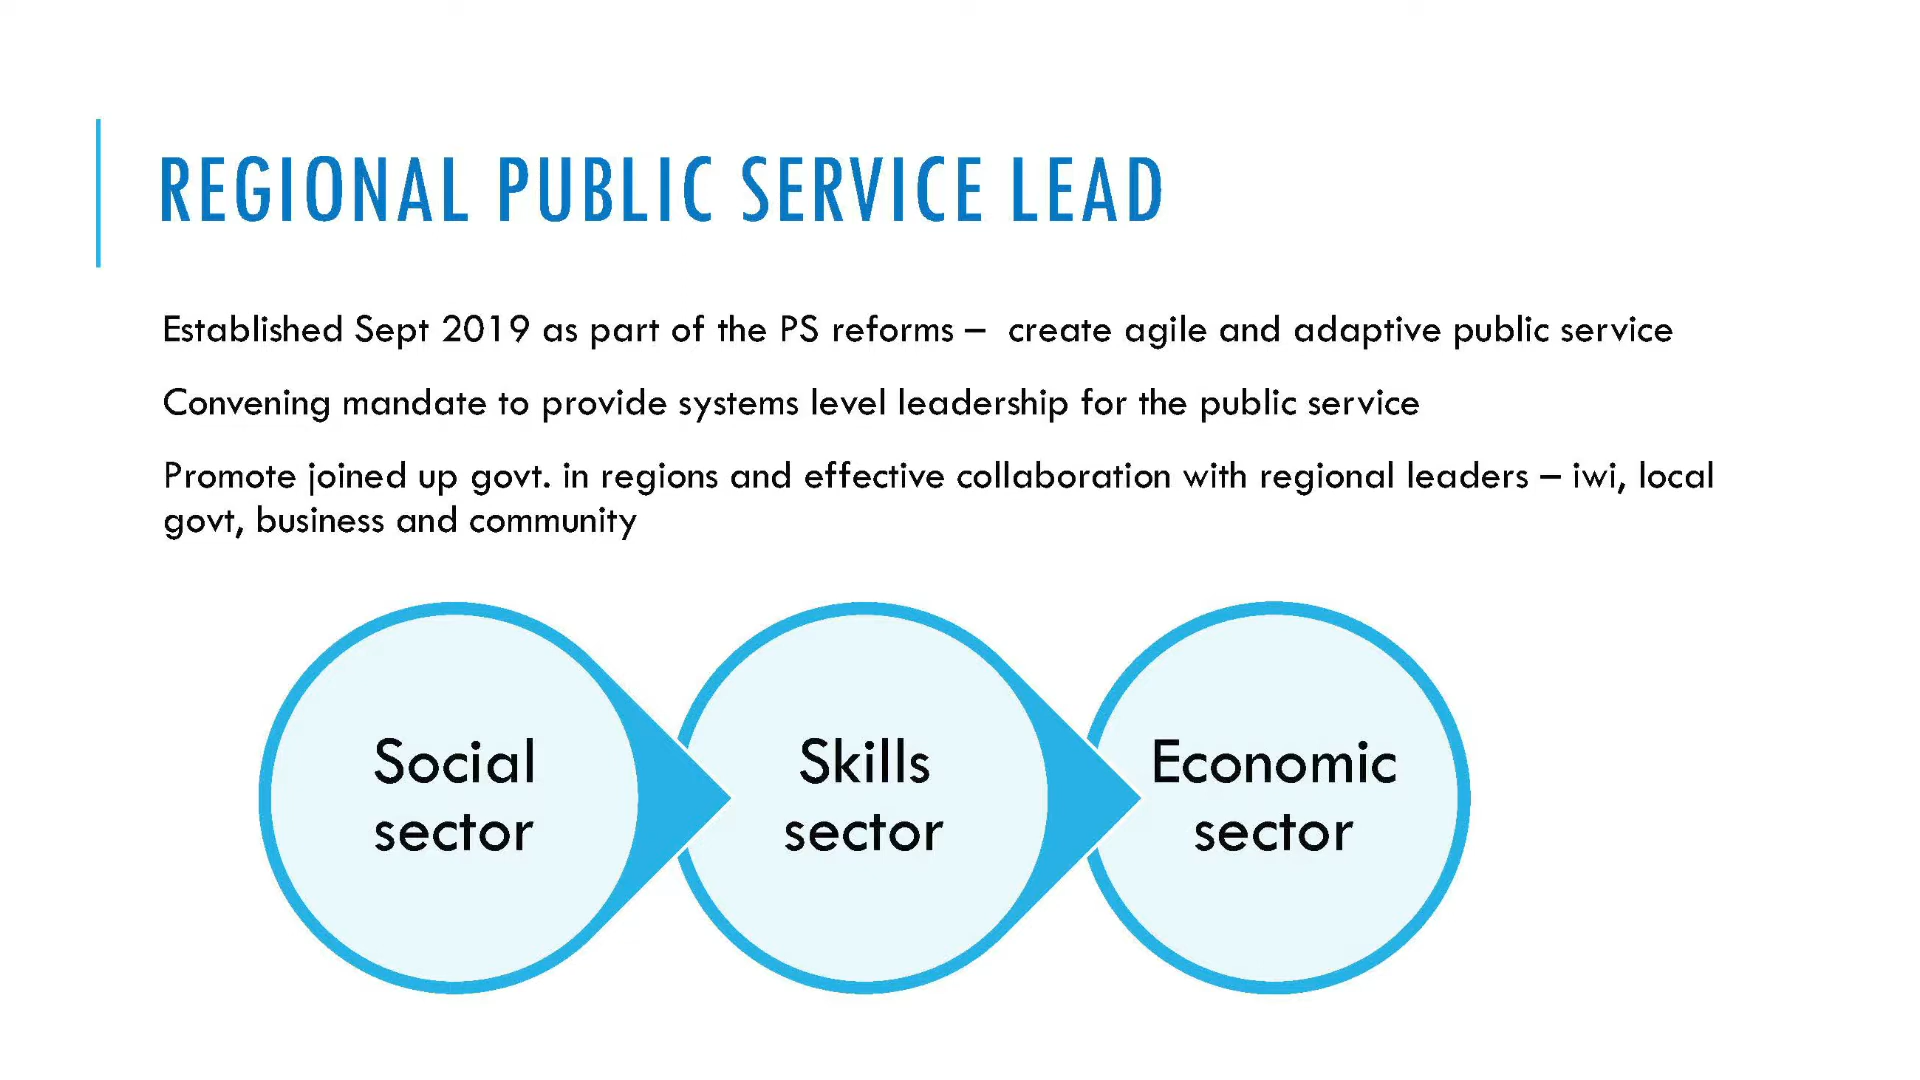 REGIONAL PUBLIC SERVICE LEAD
Established Sept 2019 as part of the PS reforms – create agile and adaptive public service
Convening mandate to provide systems level leadership for the public service
Promote joined up govt. in regions and effective collaboration with regional leaders – iwi, local
govt, business and community
Social
sector
Skills
sector
Economic
sector